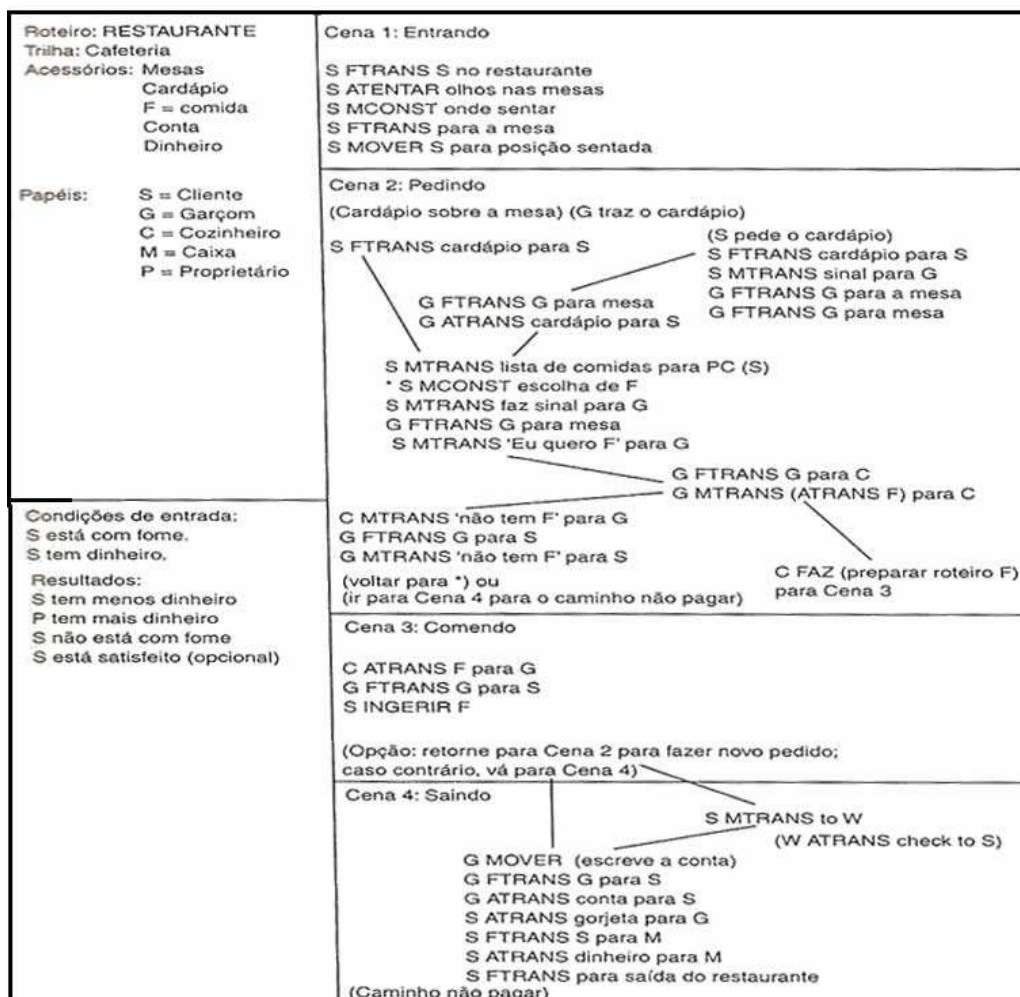 Roteiro: RESTAURANTE
Trilha: Cafeteria
Acessórios: Mesas
Cardápio
F = comida
Conta
Dinheiro
Papéis: S = Cliente
G = Garçom
C = Cozinheiro
M = Caixa
P = Proprietário
Condições de entrada:
S está com fome.
S tem dinheiro.
Resultados:
S tem menos dinheiro
P tem mais dinheiro
S não está com fome
S está satisfeito (opcional)
Cena 1: Entrando
S FTRANS S no restaurante
S ATENTAR olhos nas mesas
S MCONST onde sentar
S FTRANS para a mesa
S MOVER S para posição sentada
Cena 2: Pedindo
(Cardápio sobre a mesa) (G traz o cardápio)
(S pede o cardápio)
S FTRANS cardápio para S
S FTRANS cardápio para S
S MTRANS sinal para G
G FTRANS G para a mesa
G FTRANS G para mesa
G FTRANS G para mesa
G ATRANS cardápio para S
S MTRANS lista de comidas para PC (S)
* S MCONST escolha de F
S MTRANS faz sinal para G
G FTRANS G para mesa
S MTRANS 'Eu quero F' para G
G FTRANS G para C
G MTRANS (ATRANS F) para C
C MTRANS 'não tem F' para G
G FTRANS G para S
G MTRANS 'não tem F' para S
(voltar para *) ou
(ir para Cena 4 para o caminho não pagar)
C FAZ (preparar roteiro F)
para Cena 3
Cena 3: Comendo
C ATRANS F para G
G FTRANS G para S
S INGERIR F
(Opção: retorne para Cena 2 para fazer novo pedido;
caso contrário, vá para Cena 4)
Cena 4: Saindo
S MTRANS to W
(W ATRANS check to S)
G MOVER (escreve a conta)
G FTRANS G para S
G ATRANS conta para S
S ATRANS gorjeta para G
S FTRANS S para M
S ATRANS dinheiro para M
S FTRANS para saída do restaurante
(Caminho não pagar)